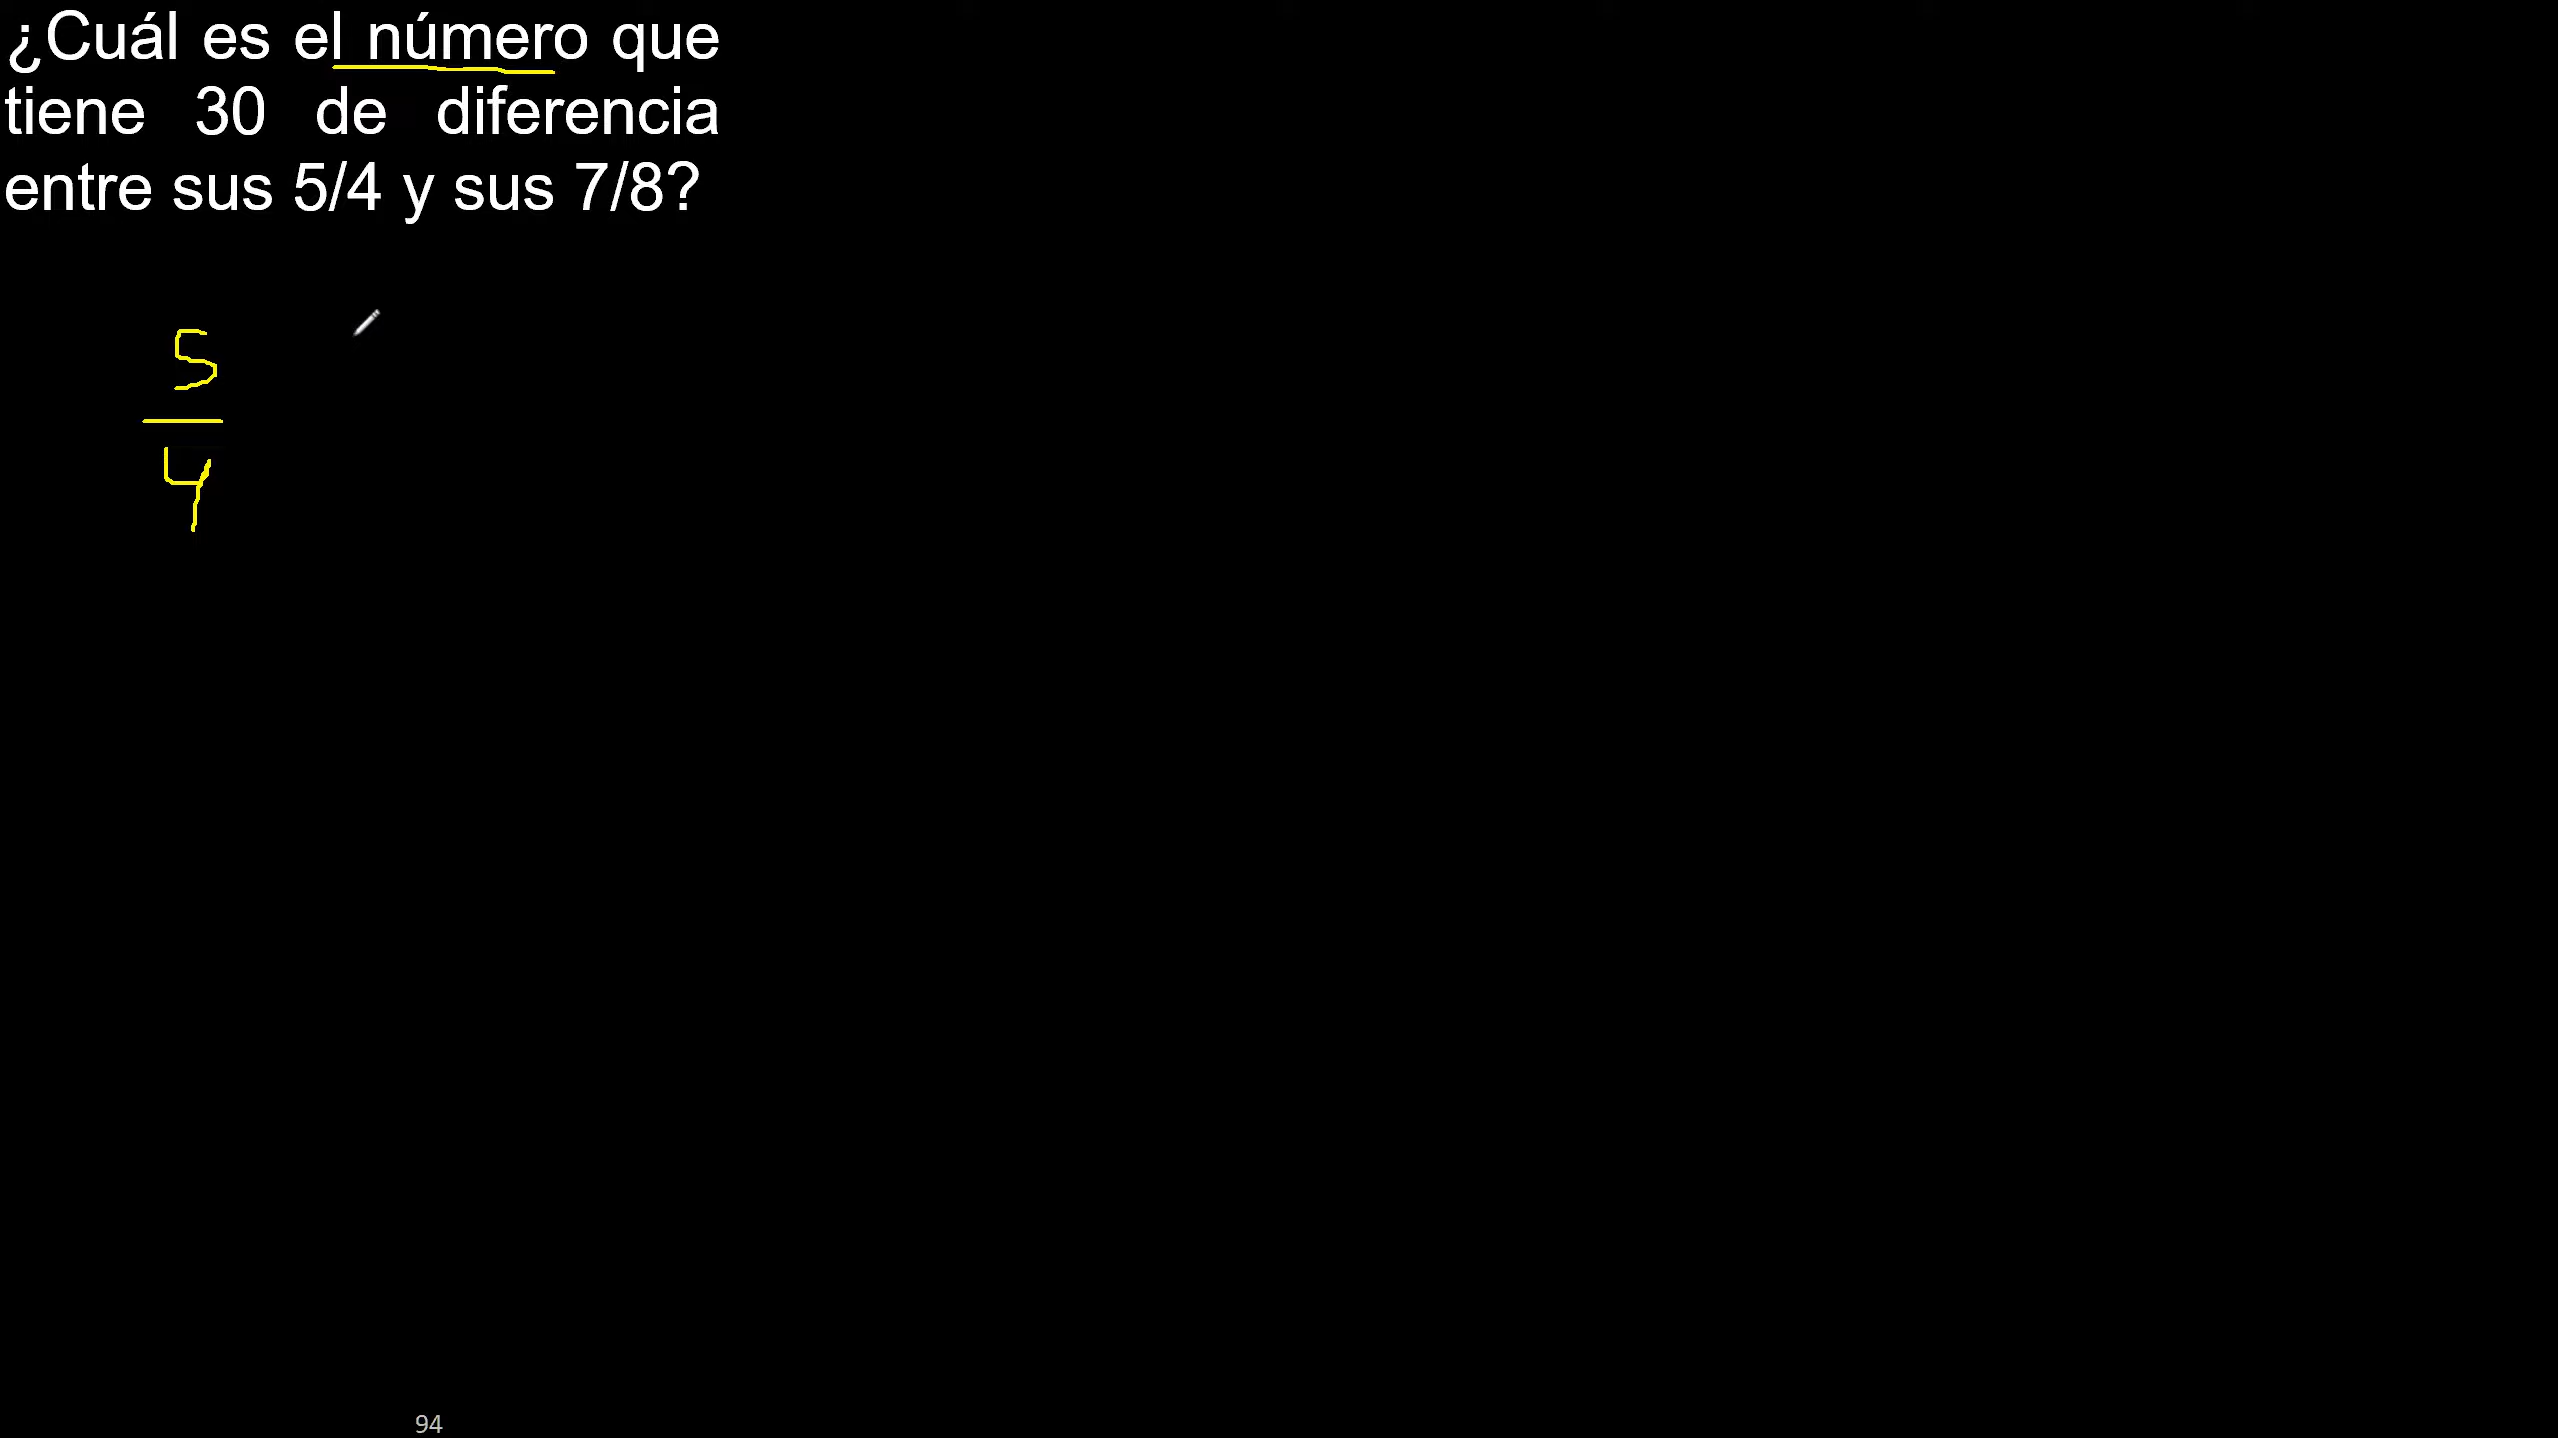 ¿Cuál es el número que
tiene 30 de diferencia
entre sus 5/4 y sus 7/8?
5
4
94